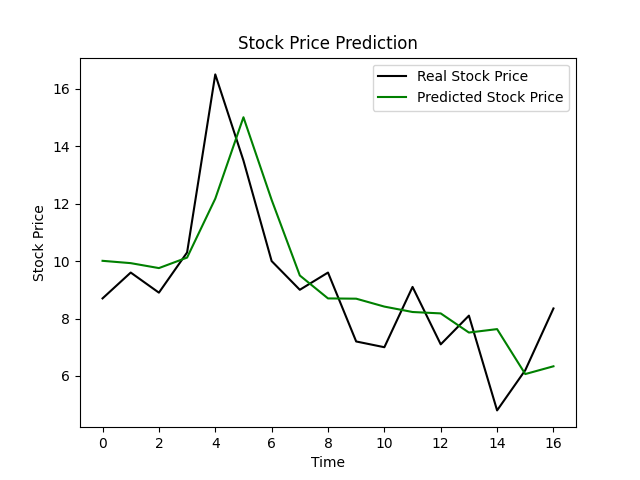 Stock Price Prediction
Real Stock Price
Predicted Stock Price
Stock Price
16
14
12
10
8
6
0 2 4 6 8 10 12 14 16
Time